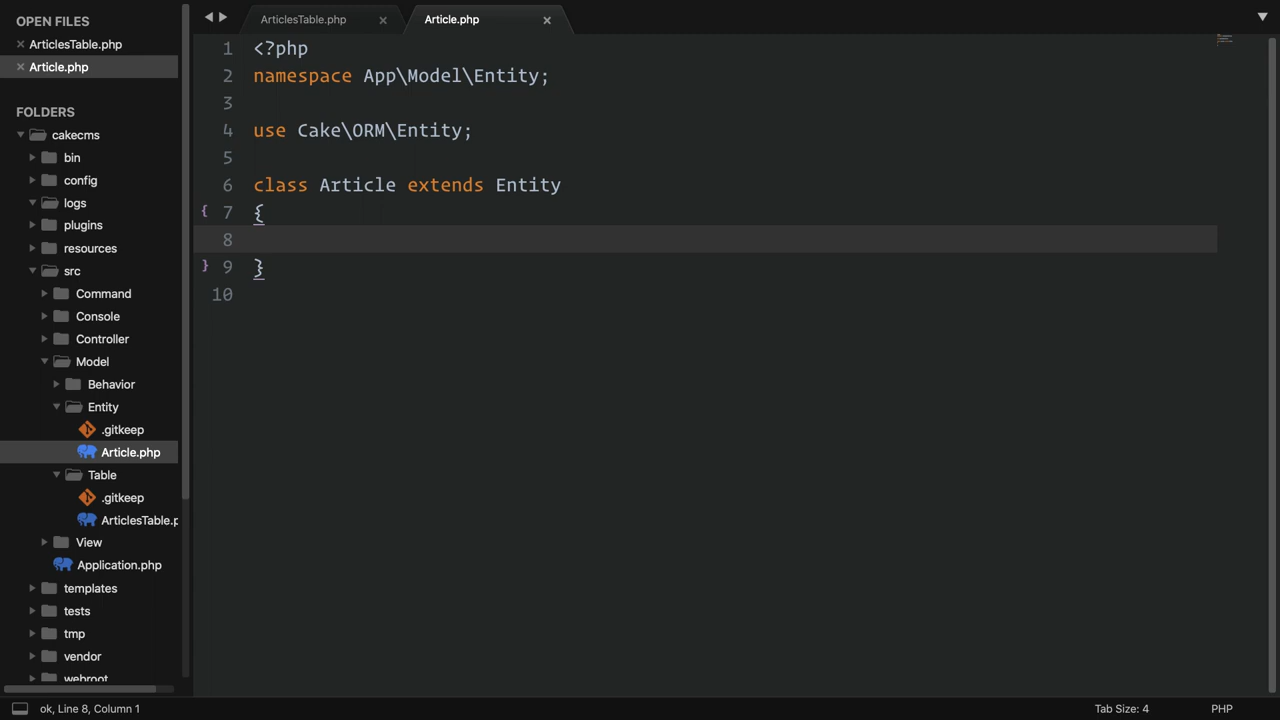 OPEN FILES
ArticlesTable.php
Article.php
FOLDERS
cakecms
bin
config
logs
plugins
resources
src
Command
Console
Controller
Model
Behavior
Entity
.gitkeep
Article.php
Table
.gitkeep
ArticlesTable.p
View
Application.php
templates
tests
tmp
vendor
webroot
ArticlesTable.php
Article.php
1 <?php
2 namespace App\Model\Entity;
3
4 use Cake\ORM\Entity;
5
6 class Article extends Entity
{ 7 {
8
} 9 }
10
ok, Line 8, Column 1
Tab Size: 4
PHP